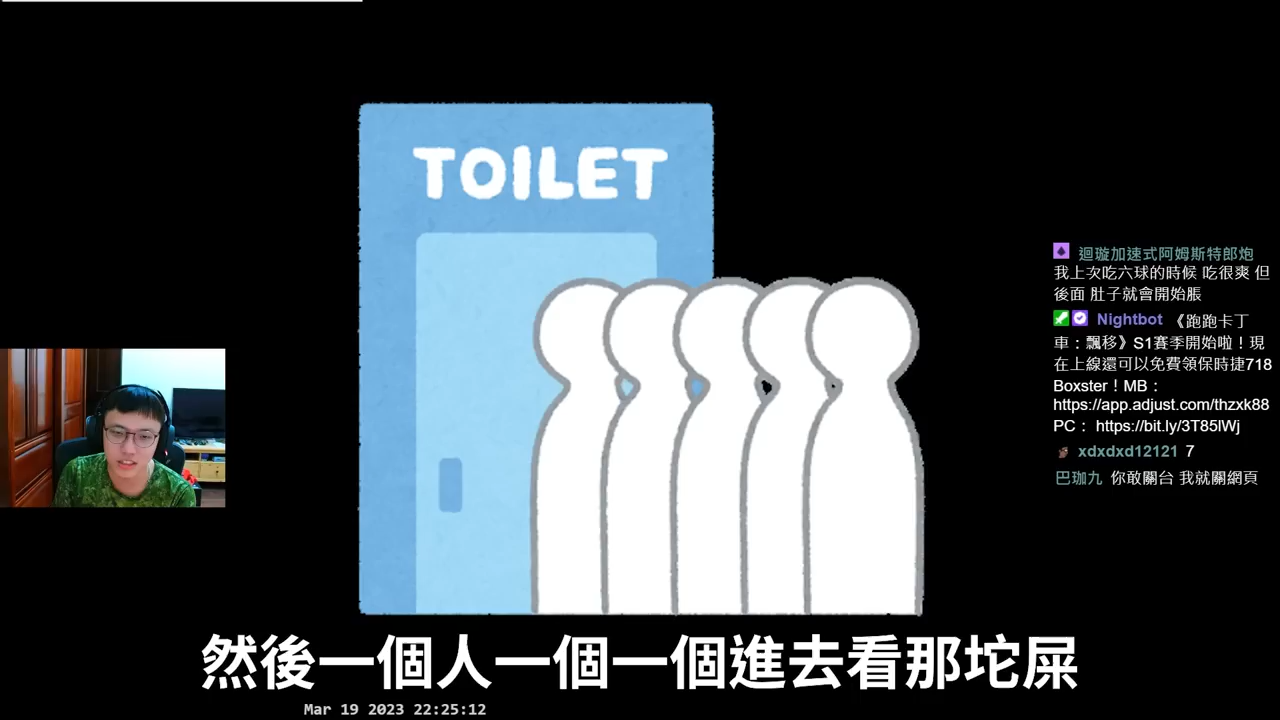 TOILET
迴璇加速式阿姆斯特郎炮
我上次吃六球的時候 吃很爽 但
後面 肚子就會開始脹
Nightbot 《跑跑卡丁
車：飄移》S1賽季開始啦！現
在上線還可以免費領保時捷718
Boxster！MB：
https://app.adjust.com/thzxk88
PC： https://bit.ly/3T85lWj
xdxdxd12121 7
巴珈九 你敢關台 我就關網頁
然後一個人一個一個進去看那坨屎
Mar 19 2023 22:25:12